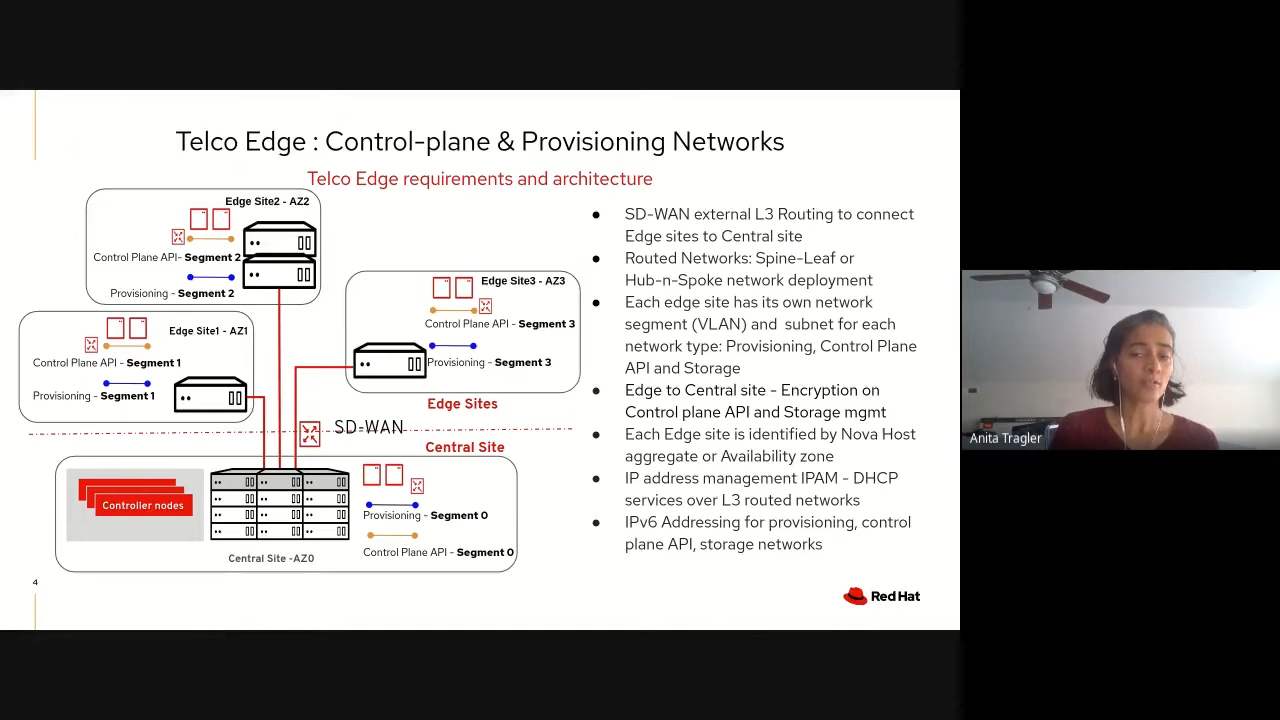 Telco Edge : Control-plane & Provisioning Networks
Telco Edge requirements and architecture
Edge Site2 - AZ2
Control Plane API- Segment 2
Provisioning - Segment 2
Edge Site3 - AZ3
Control Plane API - Segment 3
Provisioning - Segment 3
Edge Site1 - AZ1
Control Plane API - Segment 1
Provisioning - Segment 1
Edge Sites
SD-WAN
Central Site
Controller nodes
Provisioning - Segment 0
Control Plane API - Segment 0
Central Site -AZ0
● SD-WAN external L3 Routing to connect
Edge sites to Central site
● Routed Networks: Spine-Leaf or
Hub-n-Spoke network deployment
● Each edge site has its own network
segment (VLAN) and subnet for each
network type: Provisioning, Control Plane
API and Storage
● Edge to Central site - Encryption on
Control plane API and Storage mgmt
● Each Edge site is identified by Nova Host
aggregate or Availability zone
● IP address management IPAM - DHCP
services over L3 routed networks
● IPv6 Addressing for provisioning, control
plane API, storage networks
4
Red Hat
Anita Tragler